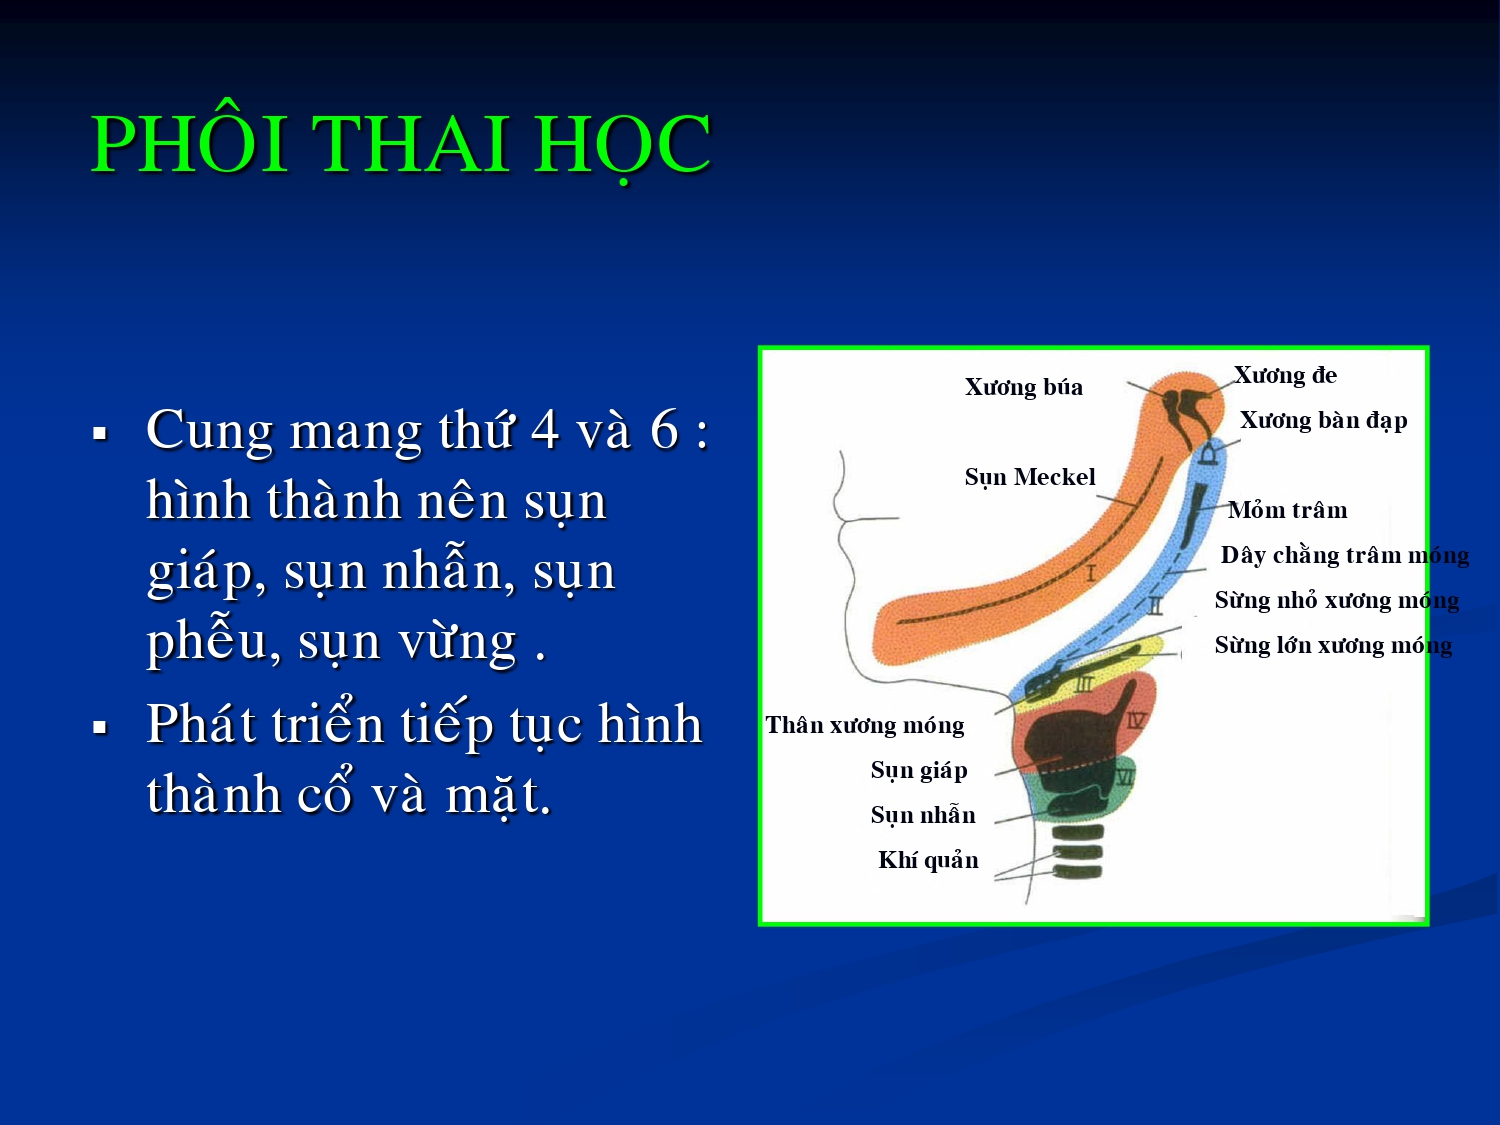 PHÔI THAI HỌC
Cung mang thứ 4 và 6 :
hình thành nên sụn
giáp, sụn nhẫn, sụn
phễu, sụn vừng .
Phát triển tiếp tục hình
thành cổ và mặt.
Xương búa
Xương đe
Xương bàn đạp
Sụn Meckel
Mỏm trâm
Dây chằng trâm móng
Sừng nhỏ xương móng
Sừng lớn xương móng
I
II
III
IV
VI
Thân xương móng
Sụn giáp
Sụn nhẫn
Khí quản